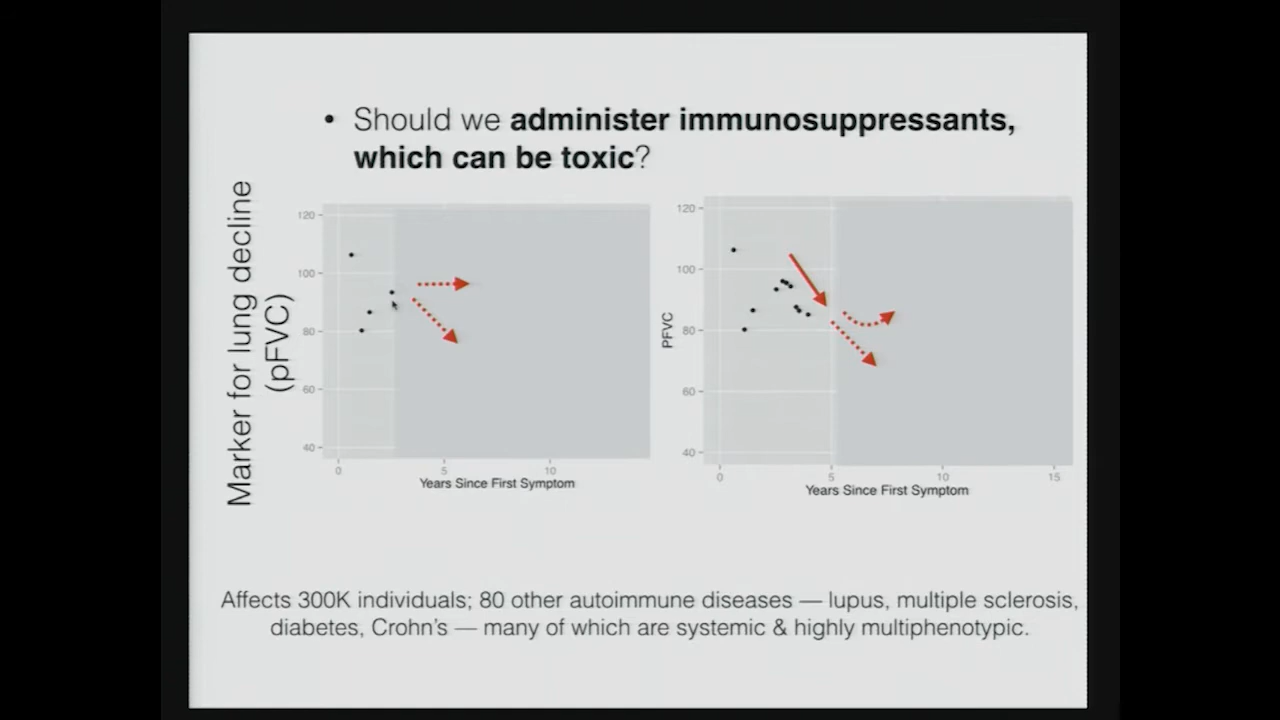 • Should we administer immunosuppressants,
which can be toxic?
Marker for lung decline
(pFVC)
120
100
80
60
40
0
5
10
Years Since First Symptom
PFVC
120
100
80
60
40
0
5
10
15
Years Since First Symptom
Affects 300K individuals; 80 other autoimmune diseases — lupus, multiple sclerosis,
diabetes, Crohn's — many of which are systemic & highly multiphenotypic.